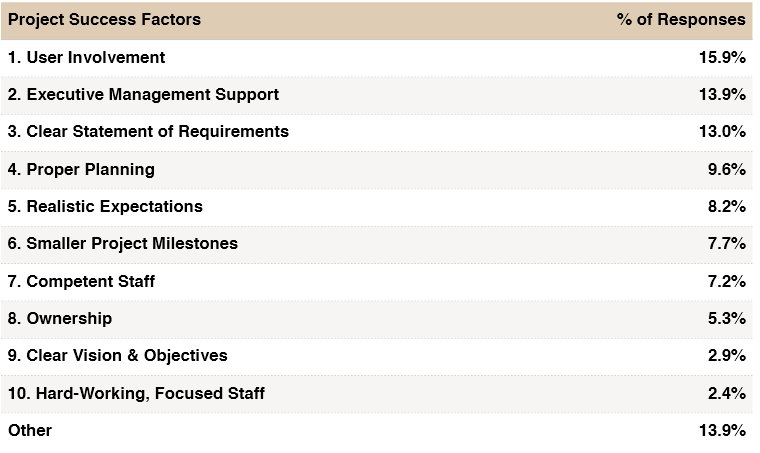 Project Success Factors % of Responses
1. User Involvement 15.9%
2. Executive Management Support 13.9%
3. Clear Statement of Requirements 13.0%
4. Proper Planning 9.6%
5. Realistic Expectations 8.2%
6. Smaller Project Milestones 7.7%
7. Competent Staff 7.2%
8. Ownership 5.3%
9. Clear Vision & Objectives 2.9%
10. Hard-Working, Focused Staff 2.4%
Other 13.9%